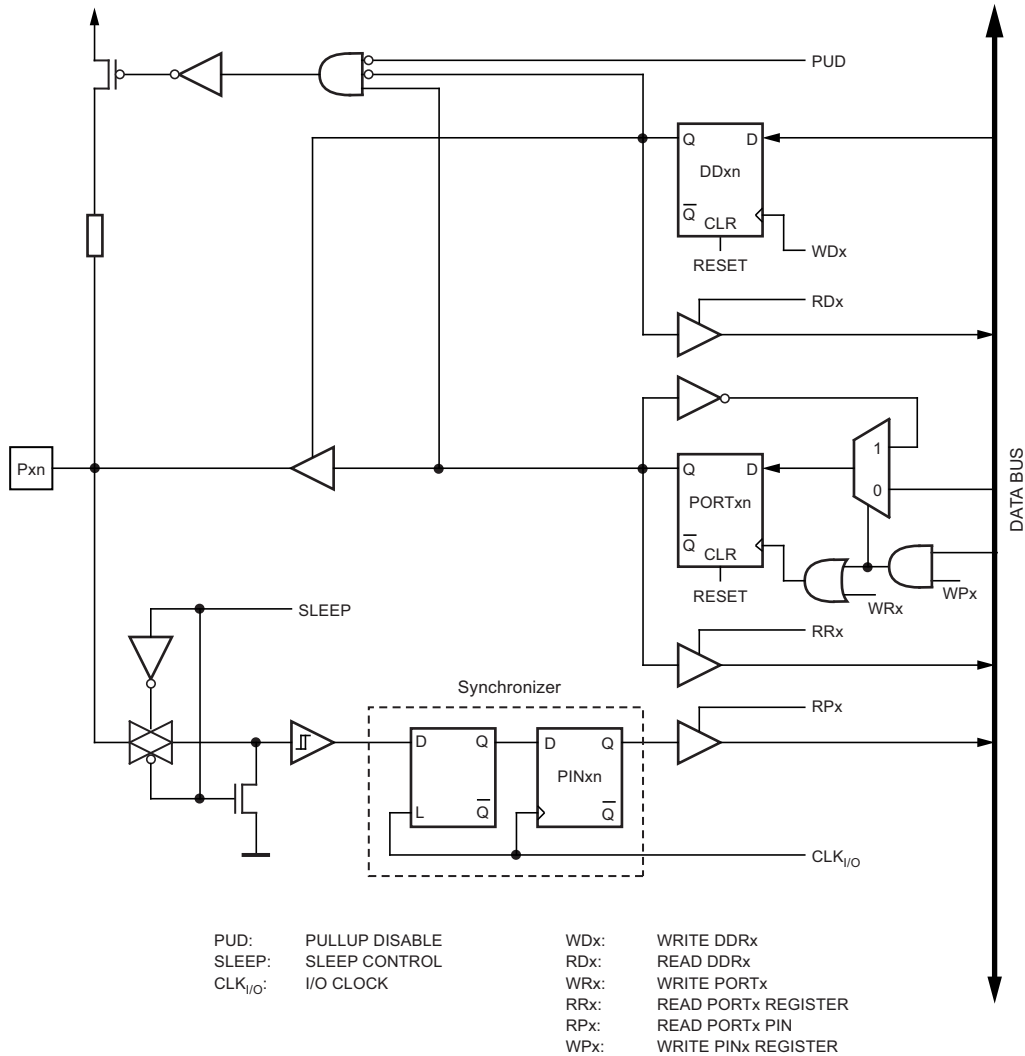 PUD
Q D
DDxn
Q CLR
WDx
RESET
RDx
Pxn
1
Q D
0
PORTxn
Q CLR
WPx
RESET
WRx
DATA BUS
SLEEP
RRx
Synchronizer
RPx
D Q D Q
PINxn
L Q Q
CLKI/O
PUD: PULLUP DISABLE
SLEEP: SLEEP CONTROL
CLKI/O: I/O CLOCK
WDx: WRITE DDRx
RDx: READ DDRx
WRx: WRITE PORTx
RRx: READ PORTx REGISTER
RPx: READ PORTx PIN
WPx: WRITE PINx REGISTER